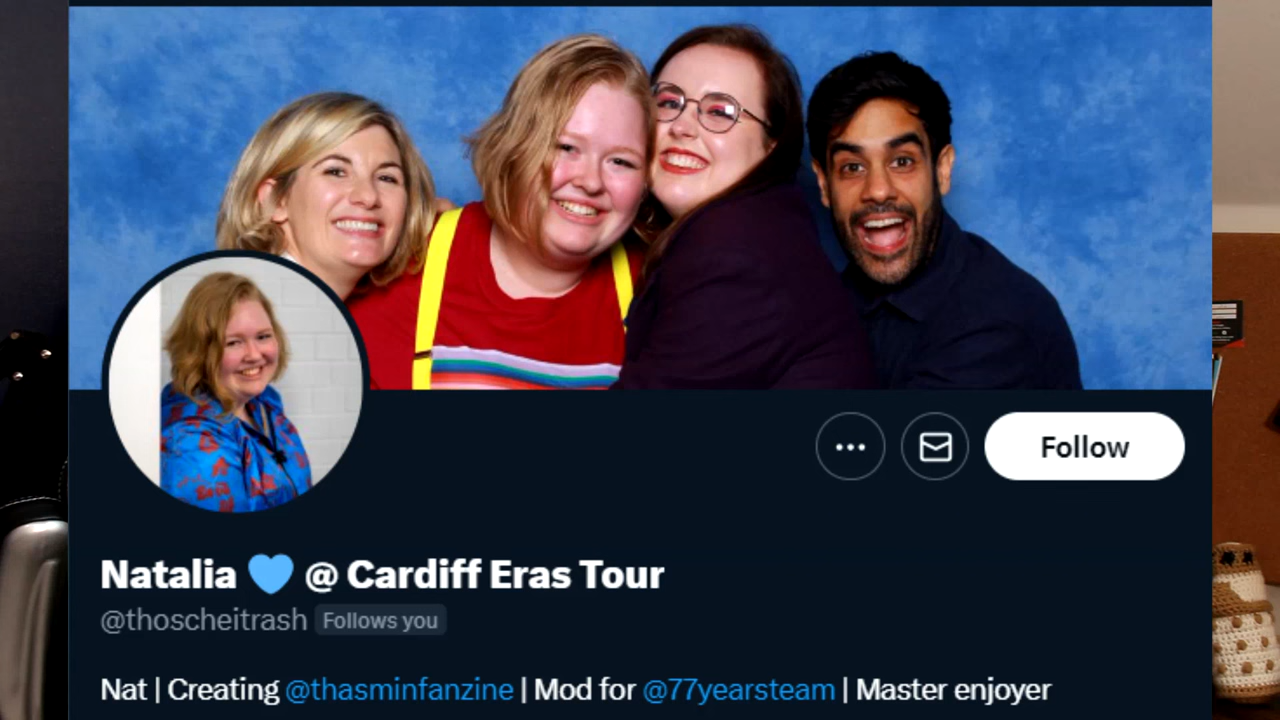 Follow
Natalia 💙 @ Cardiff Eras Tour
@thoscheitrash Follows you
Nat | Creating @thasminfanzine | Mod for @77yearsteam | Master enjoyer